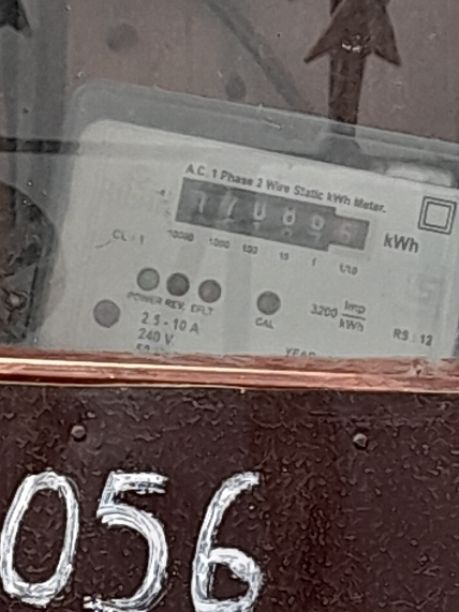 A.C. 1 Phase 2 Wire Static kWh Meter.
kWh
CL : 1
10000 1000 100 10 1 1/10
POWER REV. EFLT
CAL
3200 Imp/kWh
2.5 - 10 A
240 V
RS : 12
YEAR
056